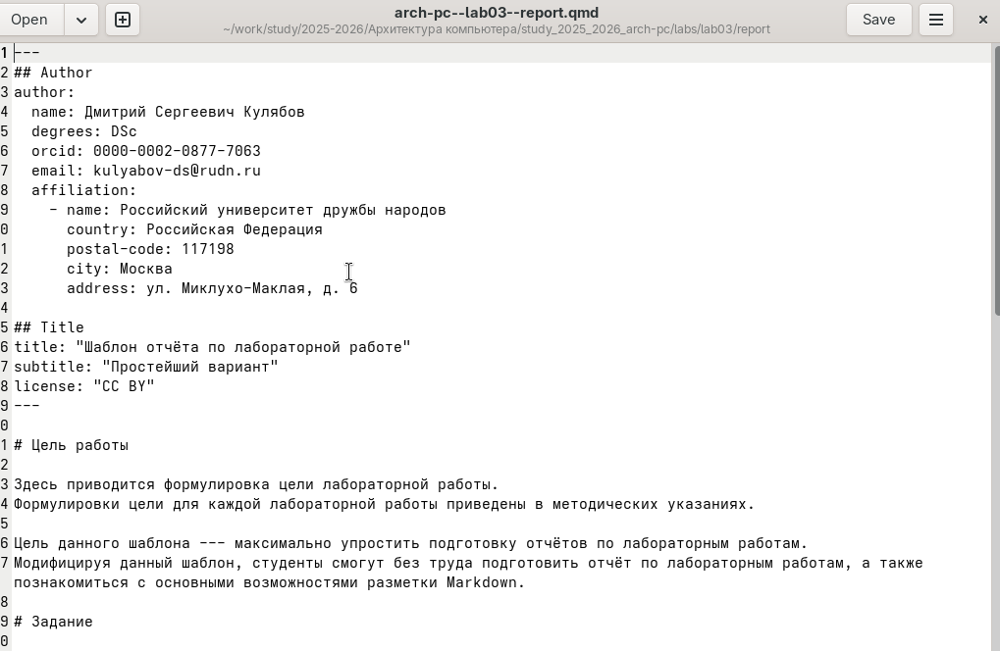 Open
arch-pc--lab03--report.qmd
~/work/study/2025-2026/Архитектура компьютера/study_2025_2026_arch-pc/labs/lab03/report
Save
1 ---
2 ## Author
3 author:
4   name: Дмитрий Сергеевич Кулябов
5   degrees: DSc
6   orcid: 0000-0002-0877-7063
7   email: kulyabov-ds@rudn.ru
8   affiliation:
9     - name: Российский университет дружбы народов
0       country: Российская Федерация
1       postal-code: 117198
2       city: Москва
3       address: ул. Миклухо-Маклая, д. 6
4
5 ## Title
6 title: "Шаблон отчёта по лабораторной работе"
7 subtitle: "Простейший вариант"
8 license: "CC BY"
9 ---
0
1 # Цель работы
2
3 Здесь приводится формулировка цели лабораторной работы.
4 Формулировки цели для каждой лабораторной работы приведены в методических указаниях.
5
6 Цель данного шаблона --- максимально упростить подготовку отчётов по лабораторным работам.
7 Модифицируя данный шаблон, студенты смогут без труда подготовить отчёт по лабораторным работам, а также
познакомиться с основными возможностями разметки Markdown.
8
9 # Задание
0